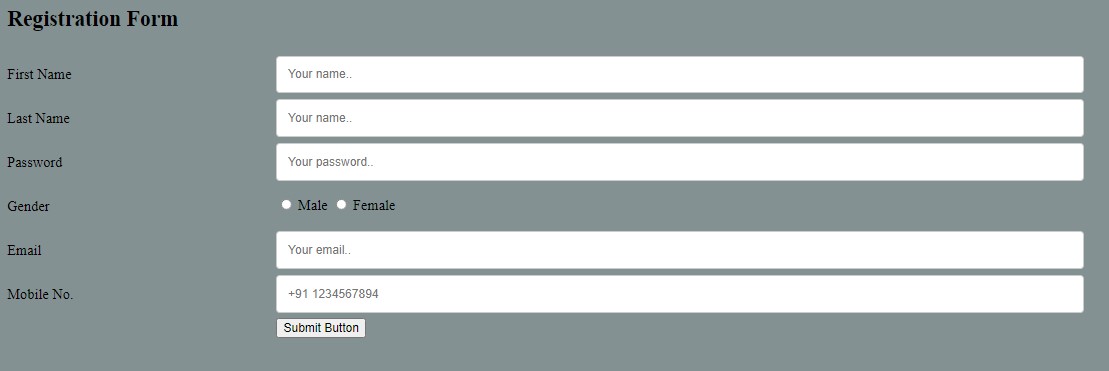 Registration Form
First Name Your name..
Last Name Your name..
Password Your password..
Gender Male Female
Email Your email..
Mobile No. +91 1234567894
Submit Button